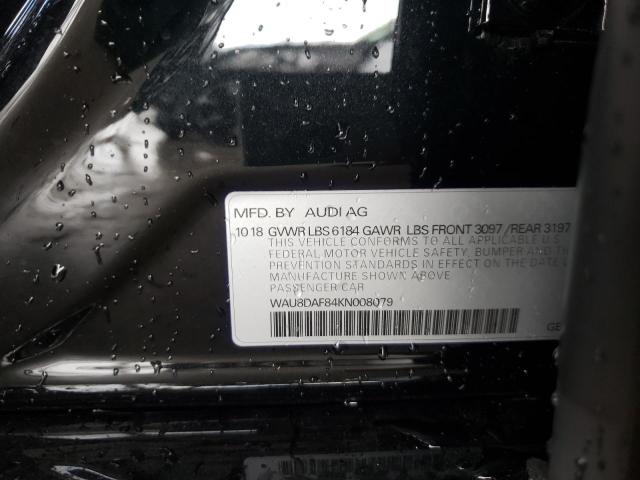 MFD. BY AUDI AG
10 18 GVWR LBS 6184 GAWR LBS FRONT 3097 / REAR 3197
THIS VEHICLE CONFORMS TO ALL APPLICABLE U.S.
FEDERAL MOTOR VEHICLE SAFETY, BUMPER AND
PREVENTION STANDARDS IN EFFECT ON THE DATE
MANUFACTURE SHOWN ABOVE
PASSENGER CAR
WAU8DAF84KN008079